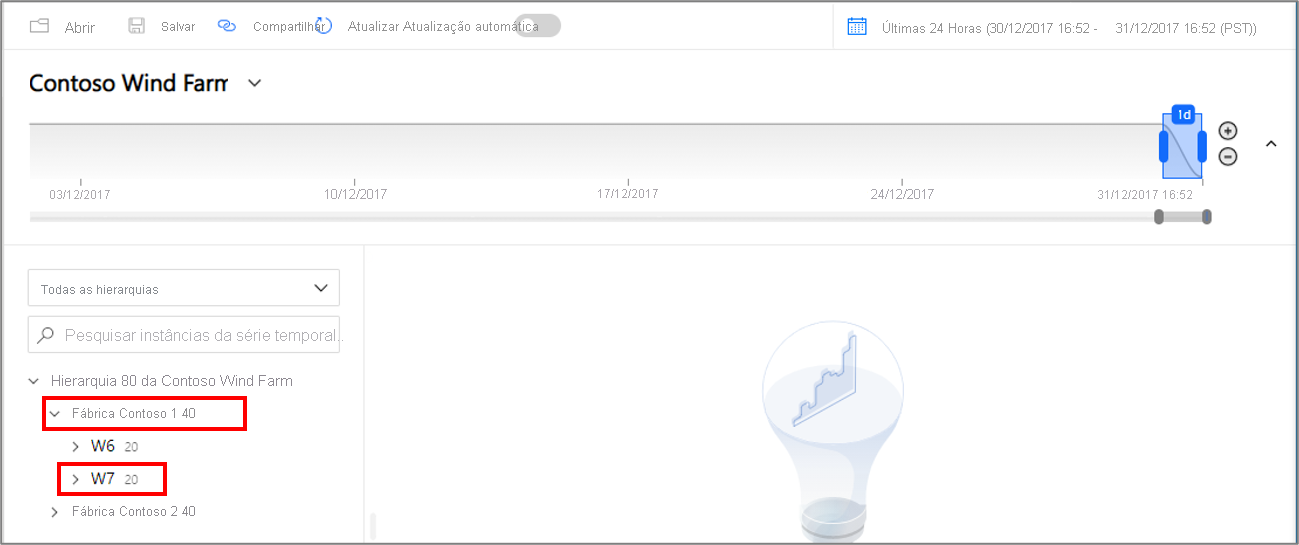 Abrir Salvar Compartilhar Atualizar Atualização automática Últimas 24 Horas (30/12/2017 16:52 - 31/12/2017 16:52 (PST))
Contoso Wind Farm
1d
03/12/2017 10/12/2017 17/12/2017 24/12/2017 31/12/2017 16:52
Todas as hierarquias
Pesquisar instâncias da série temporal..
Hierarquia 80 da Contoso Wind Farm
Fábrica Contoso 1 40
W6 20
W7 20
Fábrica Contoso 2 40